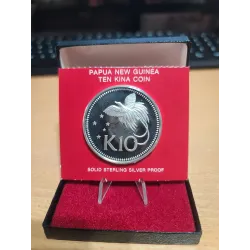 PAPUA NEW GUINEA
TEN KINA COIN
K10
SOLID STERLING SILVER PROOF